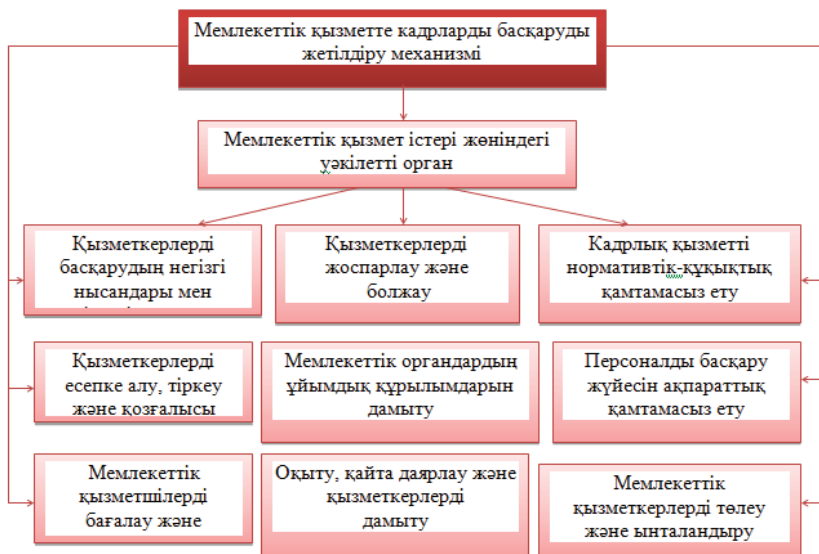 Мемлекеттік қызметте кадрларды басқаруды
жетілдіру механизмі
Мемлекеттік қызмет істері жөніндегі
уәкілетті орган
Қызметкерлерді
басқарудың негізгі
нысандары мен
Қызметкерлерді
жоспарлау және
болжау
Кадрлық қызметті
нормативтік-құқықтық
қамтамасыз ету
Қызметкерлерді
есепке алу, тіркеу
және қозғалысы
Мемлекеттік органдардың
ұйымдық құрылымдарын
дамыту
Персоналды басқару
жүйесін ақпараттық
қамтамасыз ету
Мемлекеттік
қызметшілерді
бағалау және
Оқыту, қайта даярлау және
қызметкерлерді
дамыту
Мемлекеттік
қызметкерлерді төлеу
және ынталандыру